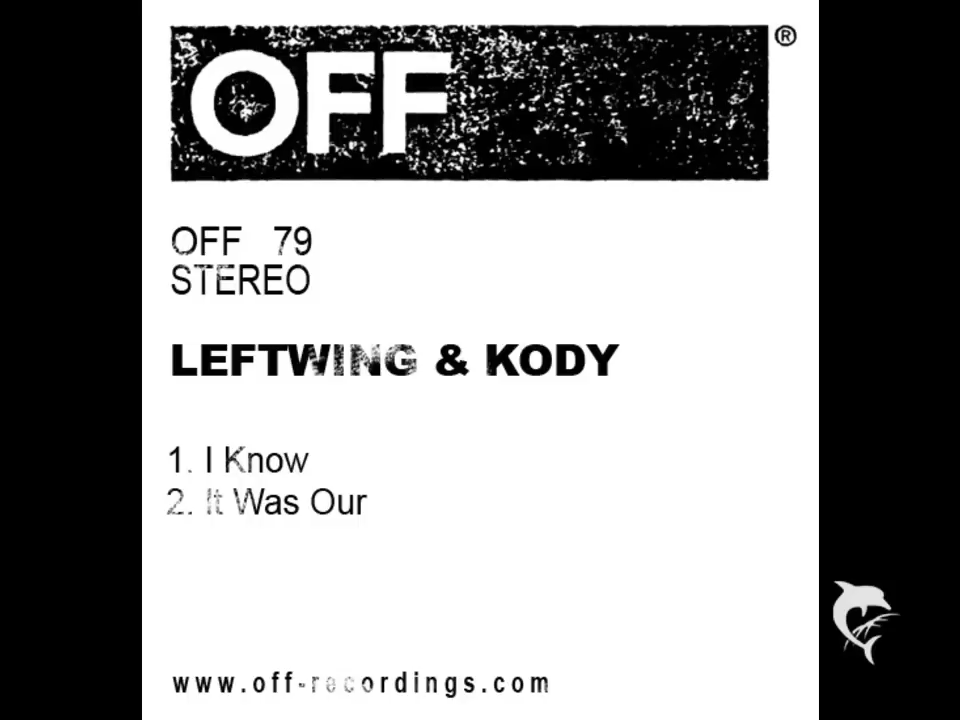 OFF ®
OFF 79
STEREO
LEFTWING & KODY
1. I Know
2. It Was Our
www.off-recordings.com